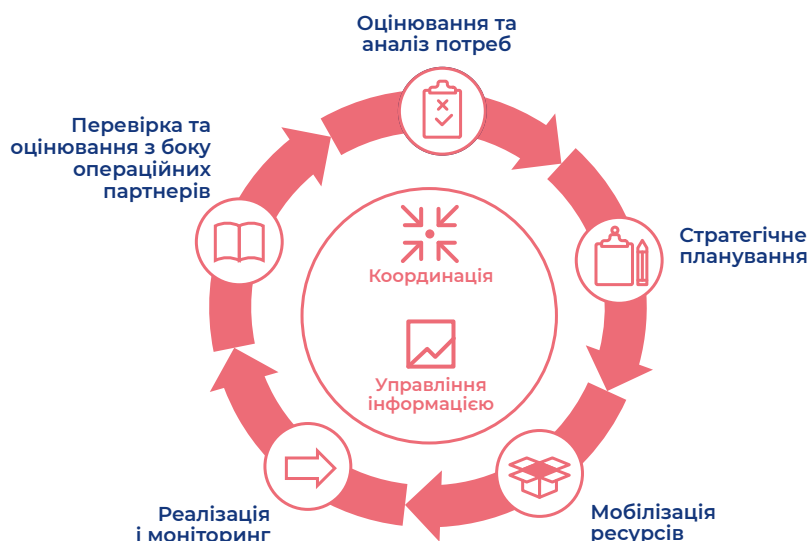 Оцінювання та
аналіз потреб
Стратегічне
планування
Мобілізація
ресурсів
Реалізація
і моніторинг
Перевірка та
оцінювання з боку
операційних
партнерів
Координація
Управління
інформацією